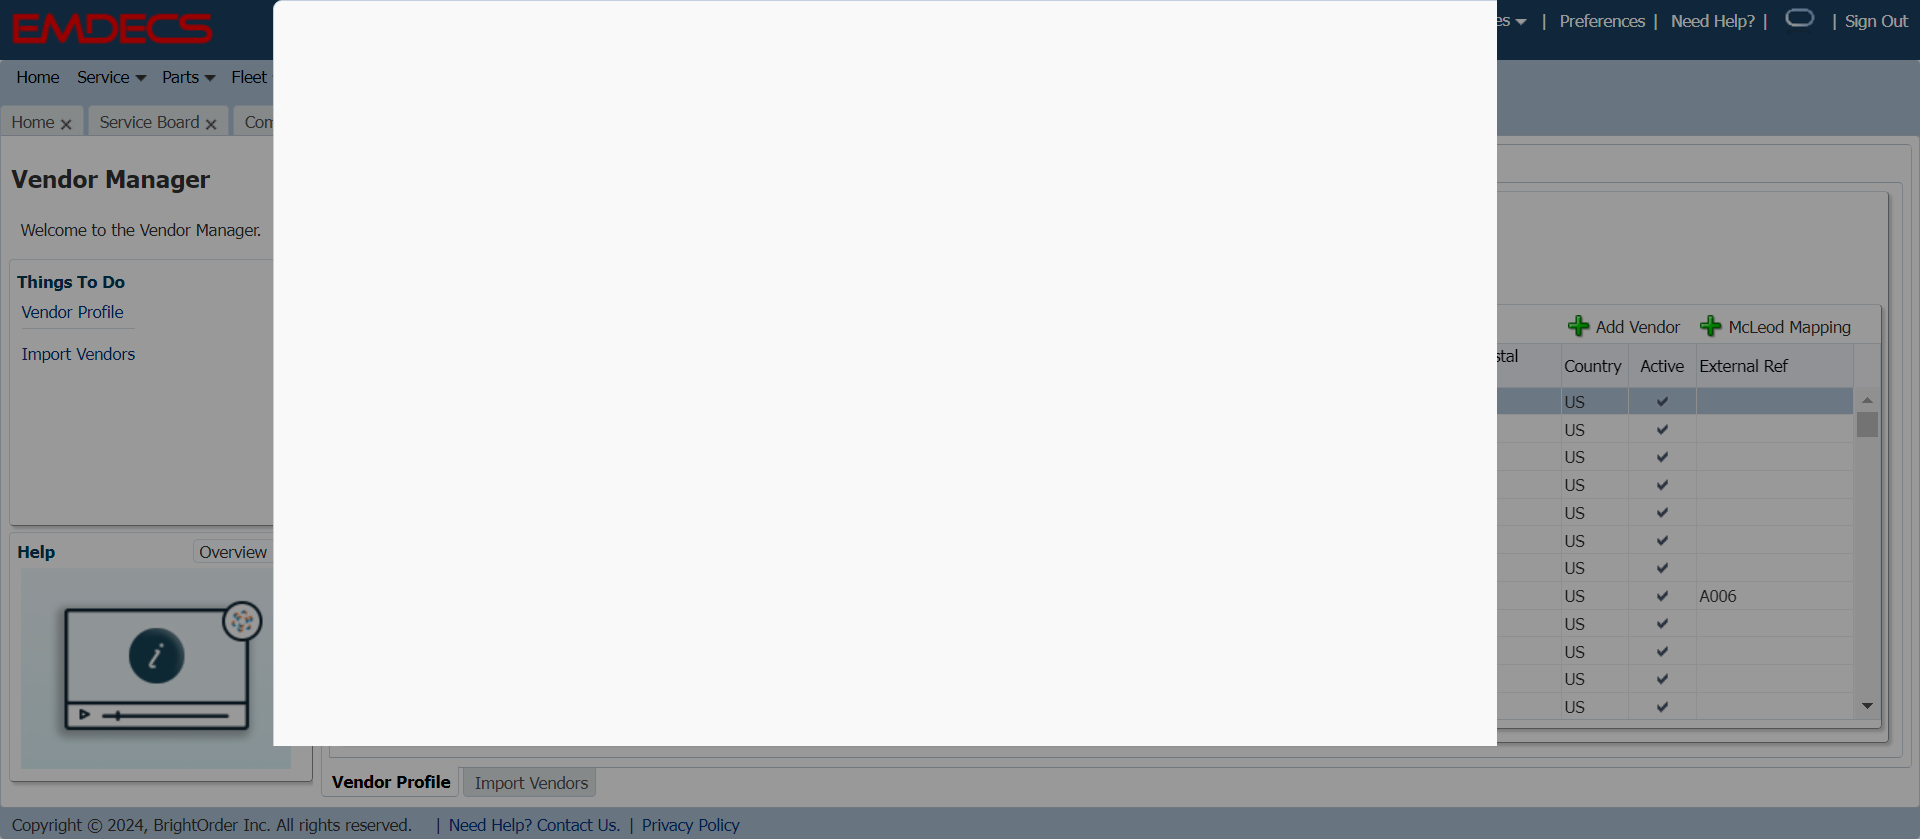 EMDECS
es | Preferences | Need Help? | | Sign Out
Home Service Parts Fleet
Home Service Board Com
Vendor Manager
Welcome to the Vendor Manager.
Things To Do
Vendor Profile
Import Vendors
Add Vendor McLeod Mapping
stal Country Active External Ref
US
US
US
US
US
US
US
US A006
US
US
US
US
Help Overview
i
Vendor Profile Import Vendors
Copyright © 2024, BrightOrder Inc. All rights reserved. | Need Help? Contact Us. | Privacy Policy